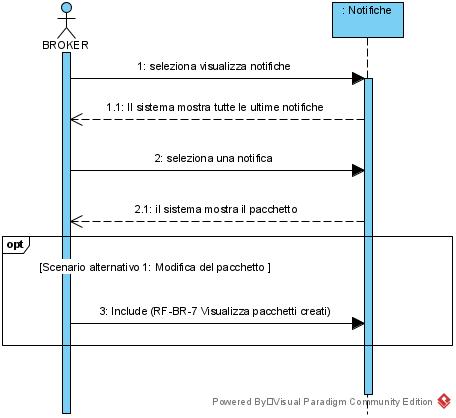 : Notifiche
BROKER
1: seleziona visualizza notifiche
1.1: Il sistema mostra tutte le ultime notifiche
2: seleziona una notifica
2.1: il sistema mostra il pacchetto
opt
[Scenario alternativo 1: Modifica del pacchetto ]
3: Include (RF-BR-7 Visualizza pacchetti creati)
Powered By Visual Paradigm Community Edition